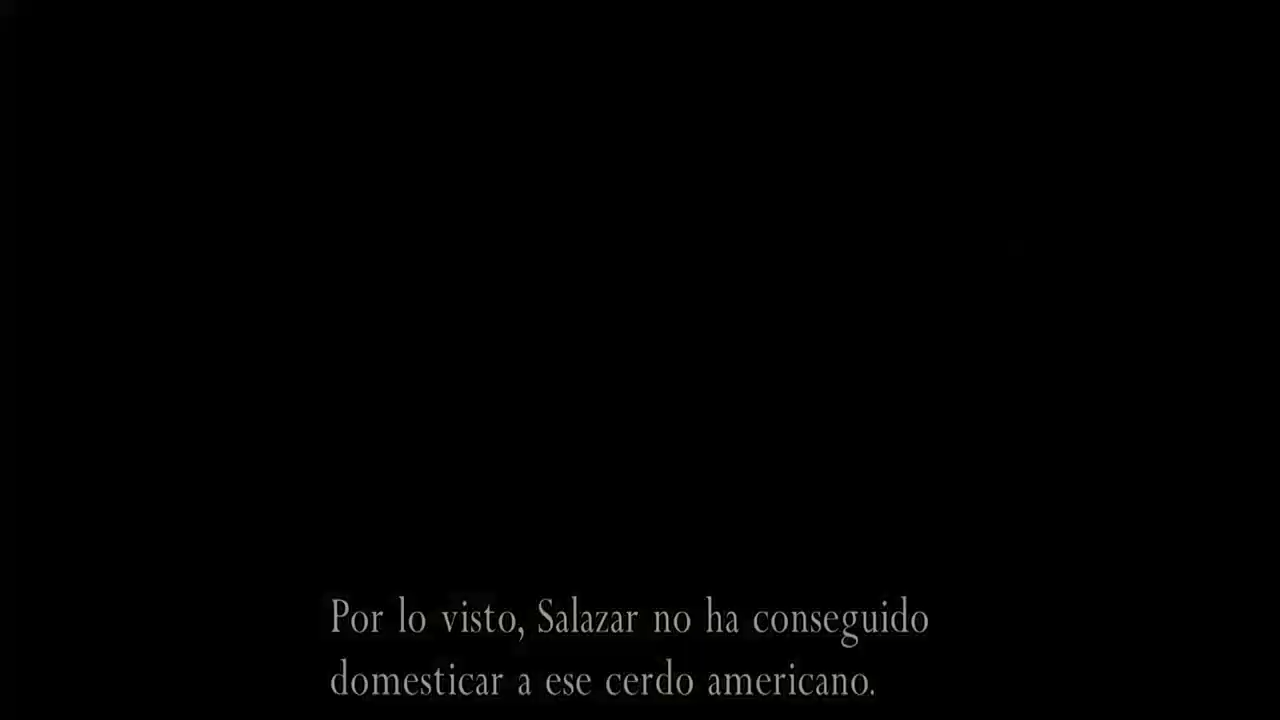 Por lo visto, Salazar no ha conseguido
domesticar a ese cerdo americano.